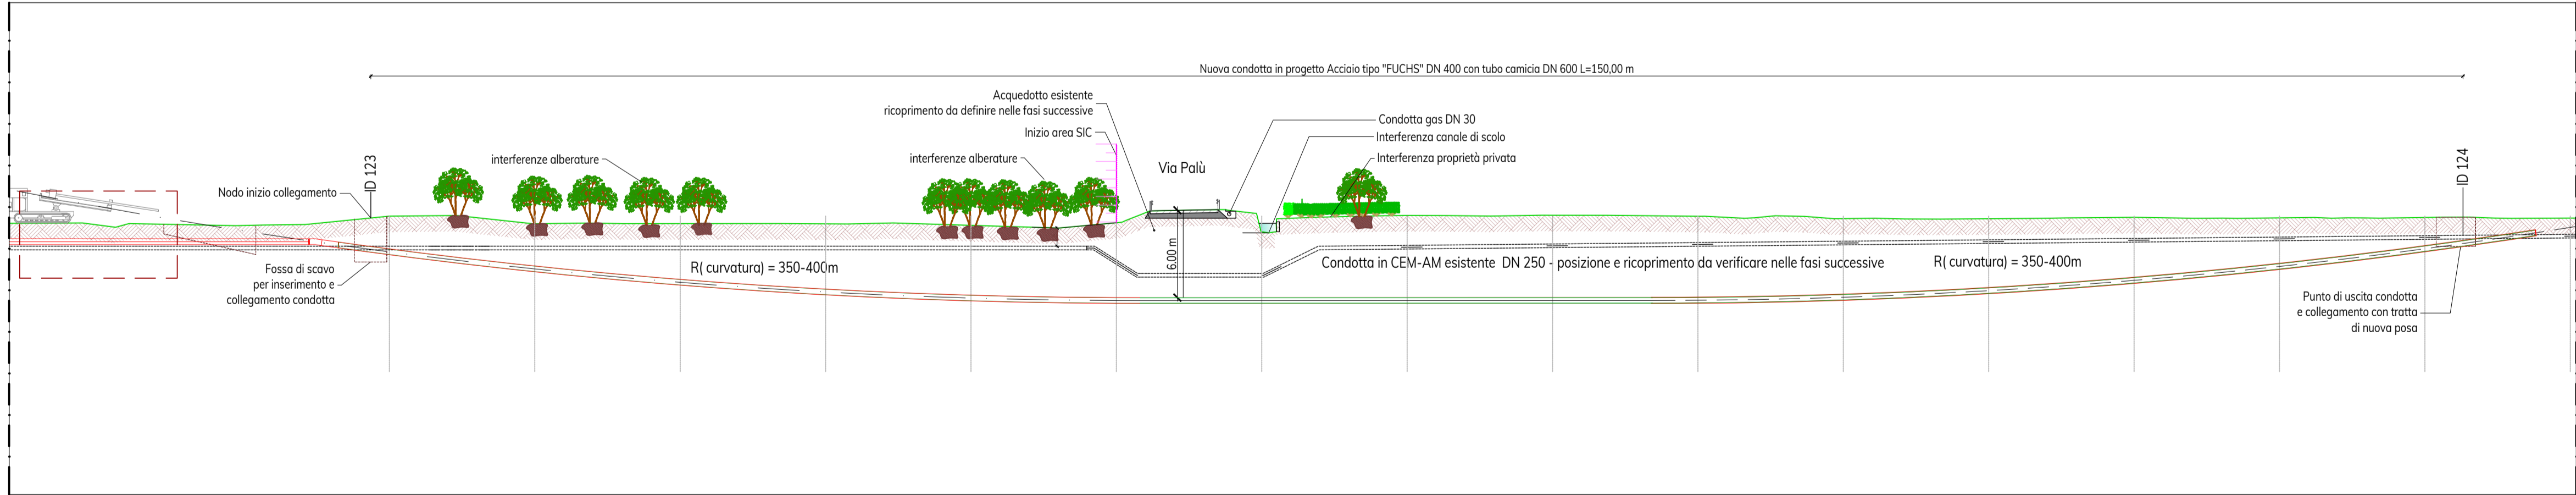 Nuova condotta in progetto Acciaio tipo "FUCHS" DN 400 con tubo camicia DN 600 L=150,00 m
Acquedotto esistente
ricoprimento da definire nelle fasi successive
Inizio area SIC
interferenze alberature
interferenze alberature
Nodo inizio collegamento
ID 123
Via Palù
Condotta gas DN 30
Interferenza canale di scolo
Interferenza proprietà privata
ID 124
6.00 m
Fossa di scavo
per inserimento e
collegamento condotta
R( curvatura) = 350-400m
Condotta in CEM-AM esistente DN 250 - posizione e ricoprimento da verificare nelle fasi successive
R( curvatura) = 350-400m
Punto di uscita condotta
e collegamento con tratta
di nuova posa